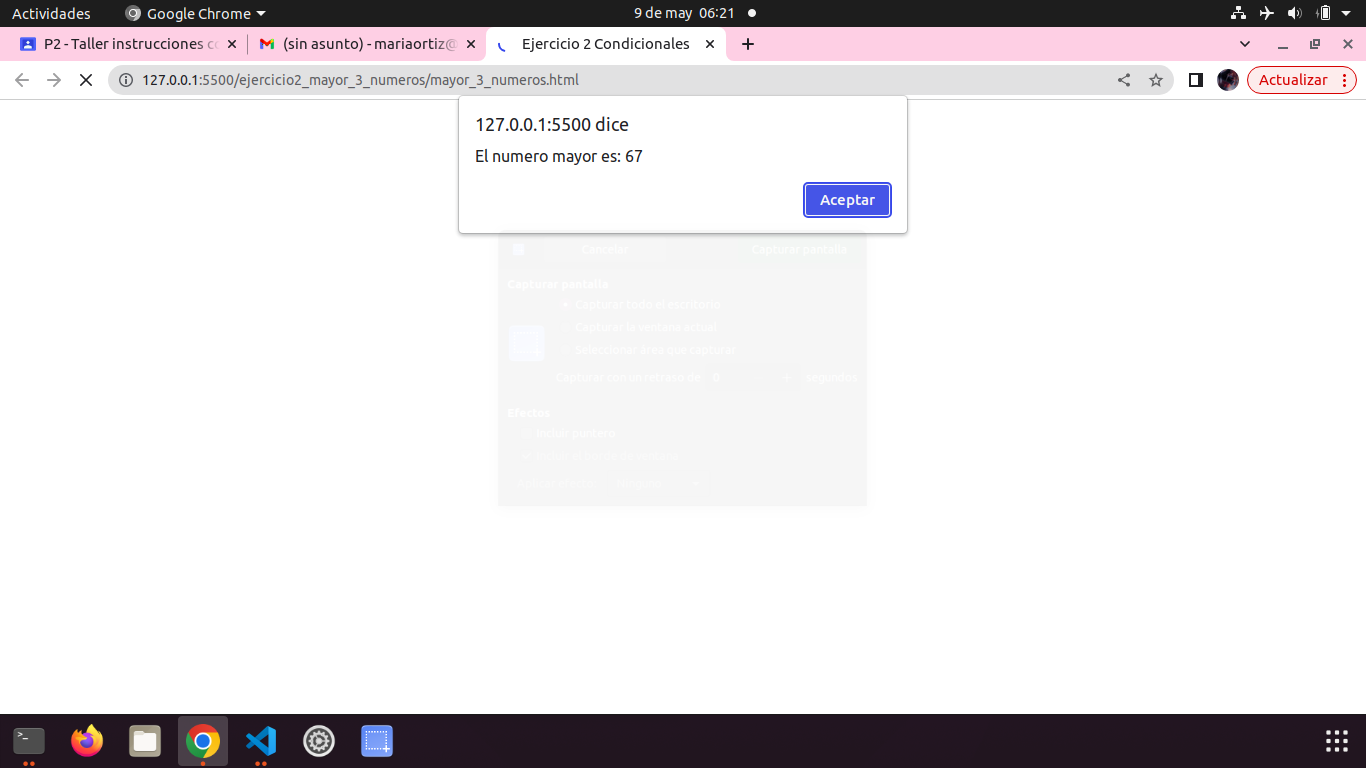 Actividades Google Chrome 9 de may 06:21
P2 - Taller instrucciones co (sin asunto) - mariaortiz@ Ejercicio 2 Condicionales
127.0.0.1:5500/ejercicio2_mayor_3_numeros/mayor_3_numeros.html Actualizar
127.0.0.1:5500 dice
El numero mayor es: 67
Aceptar
Cancelar Capturar pantalla
Capturar pantalla
Capturar todo el escritorio
Capturar la ventana actual
Seleccionar área que capturar
Capturar con un retraso de 0 segundos
Efectos
Incluir puntero